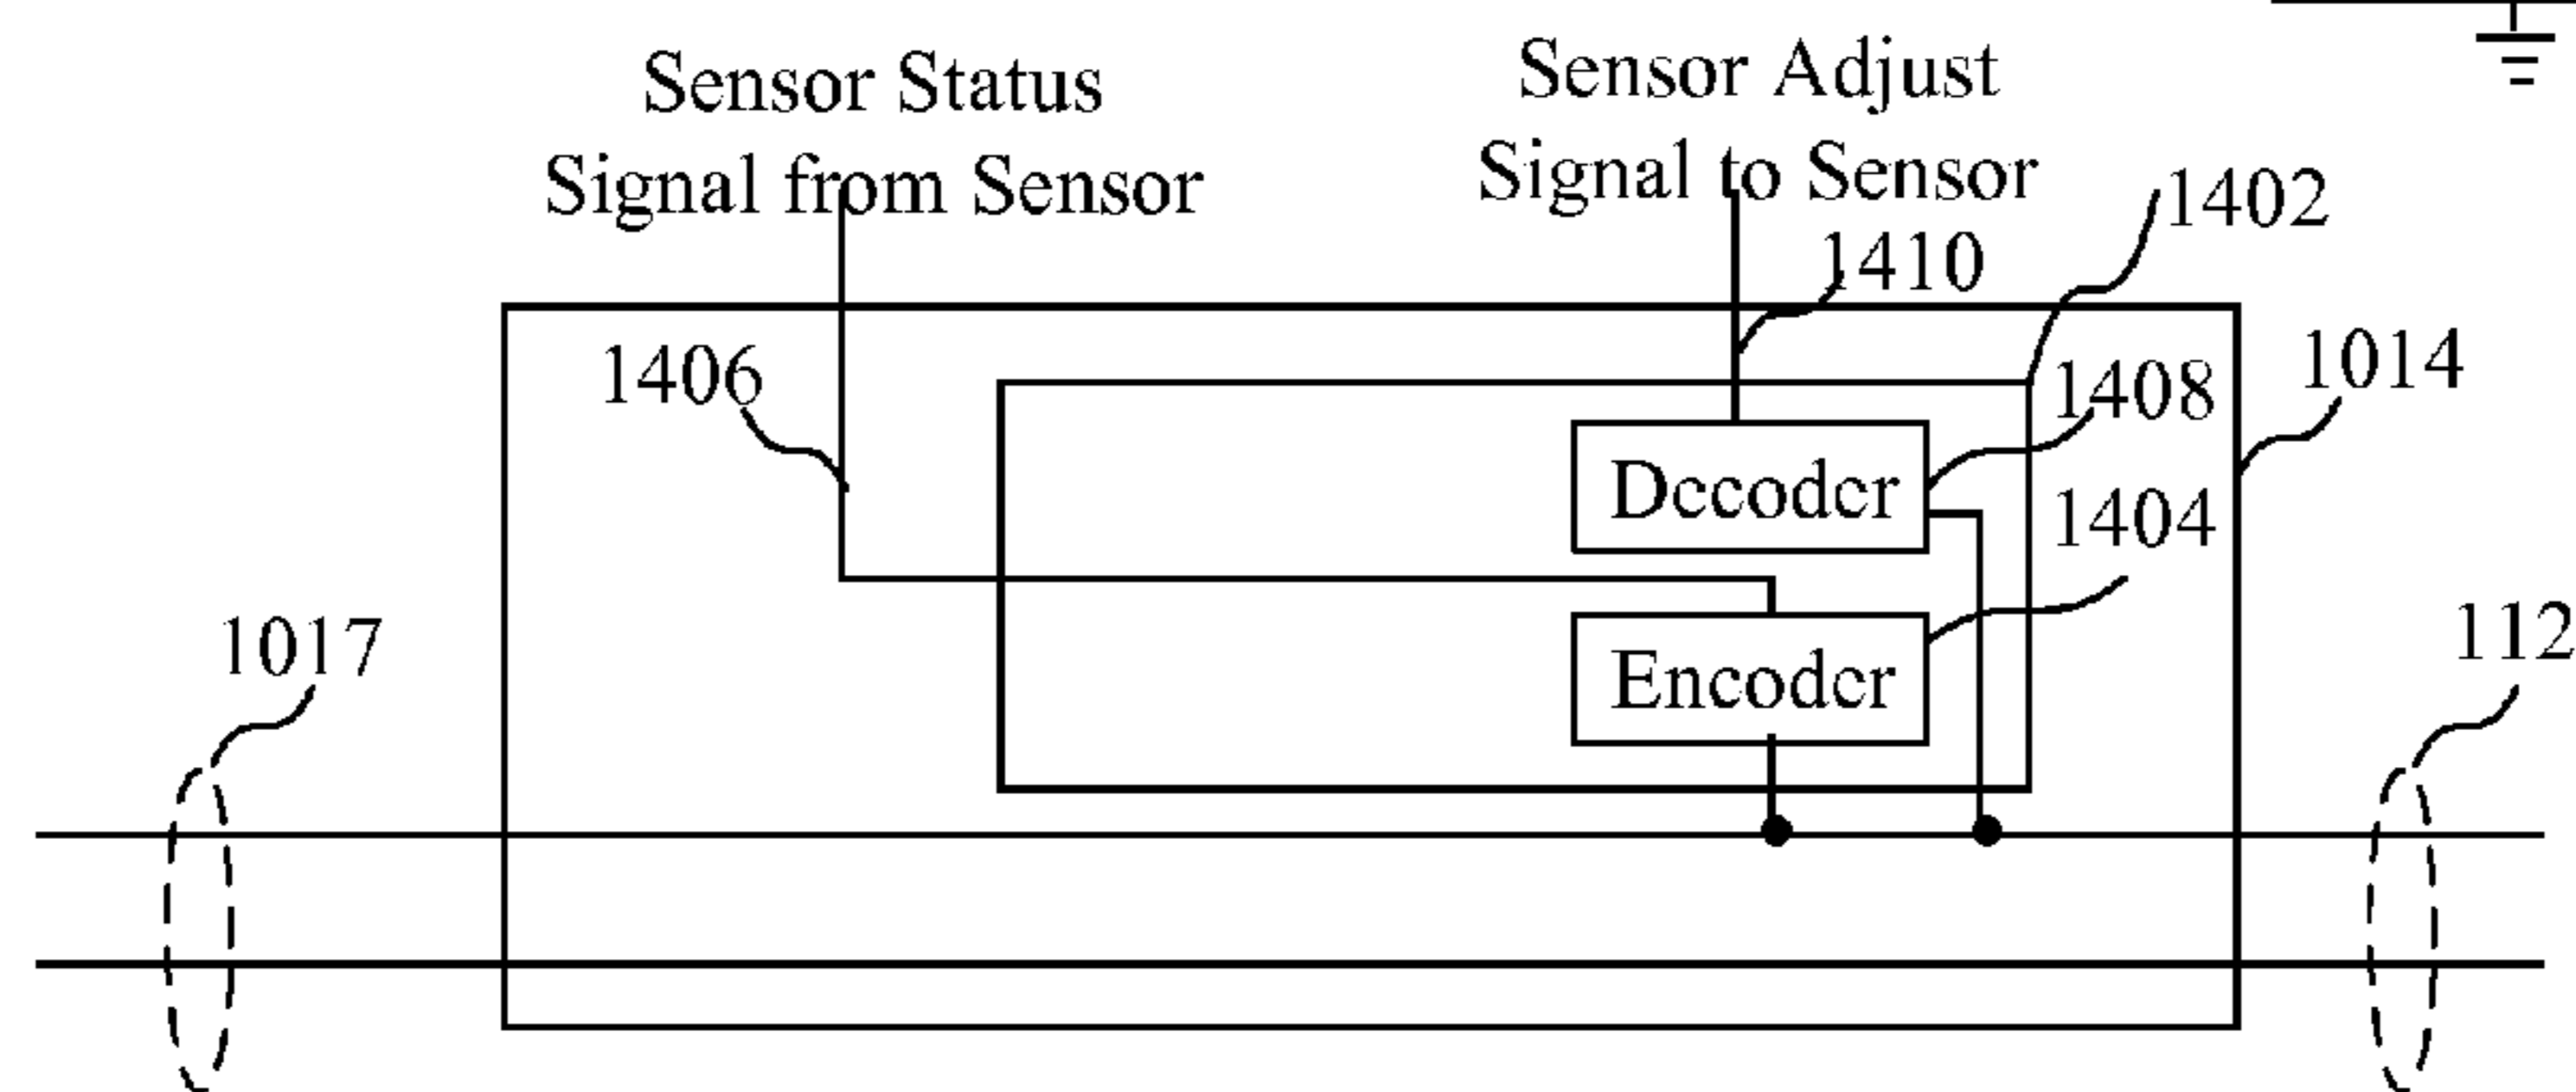 Sensor Status
Signal from Sensor
Sensor Adjust
Signal to Sensor
1402
1410
1406
1408
1014
Decoder
1404
Encoder
1017
112